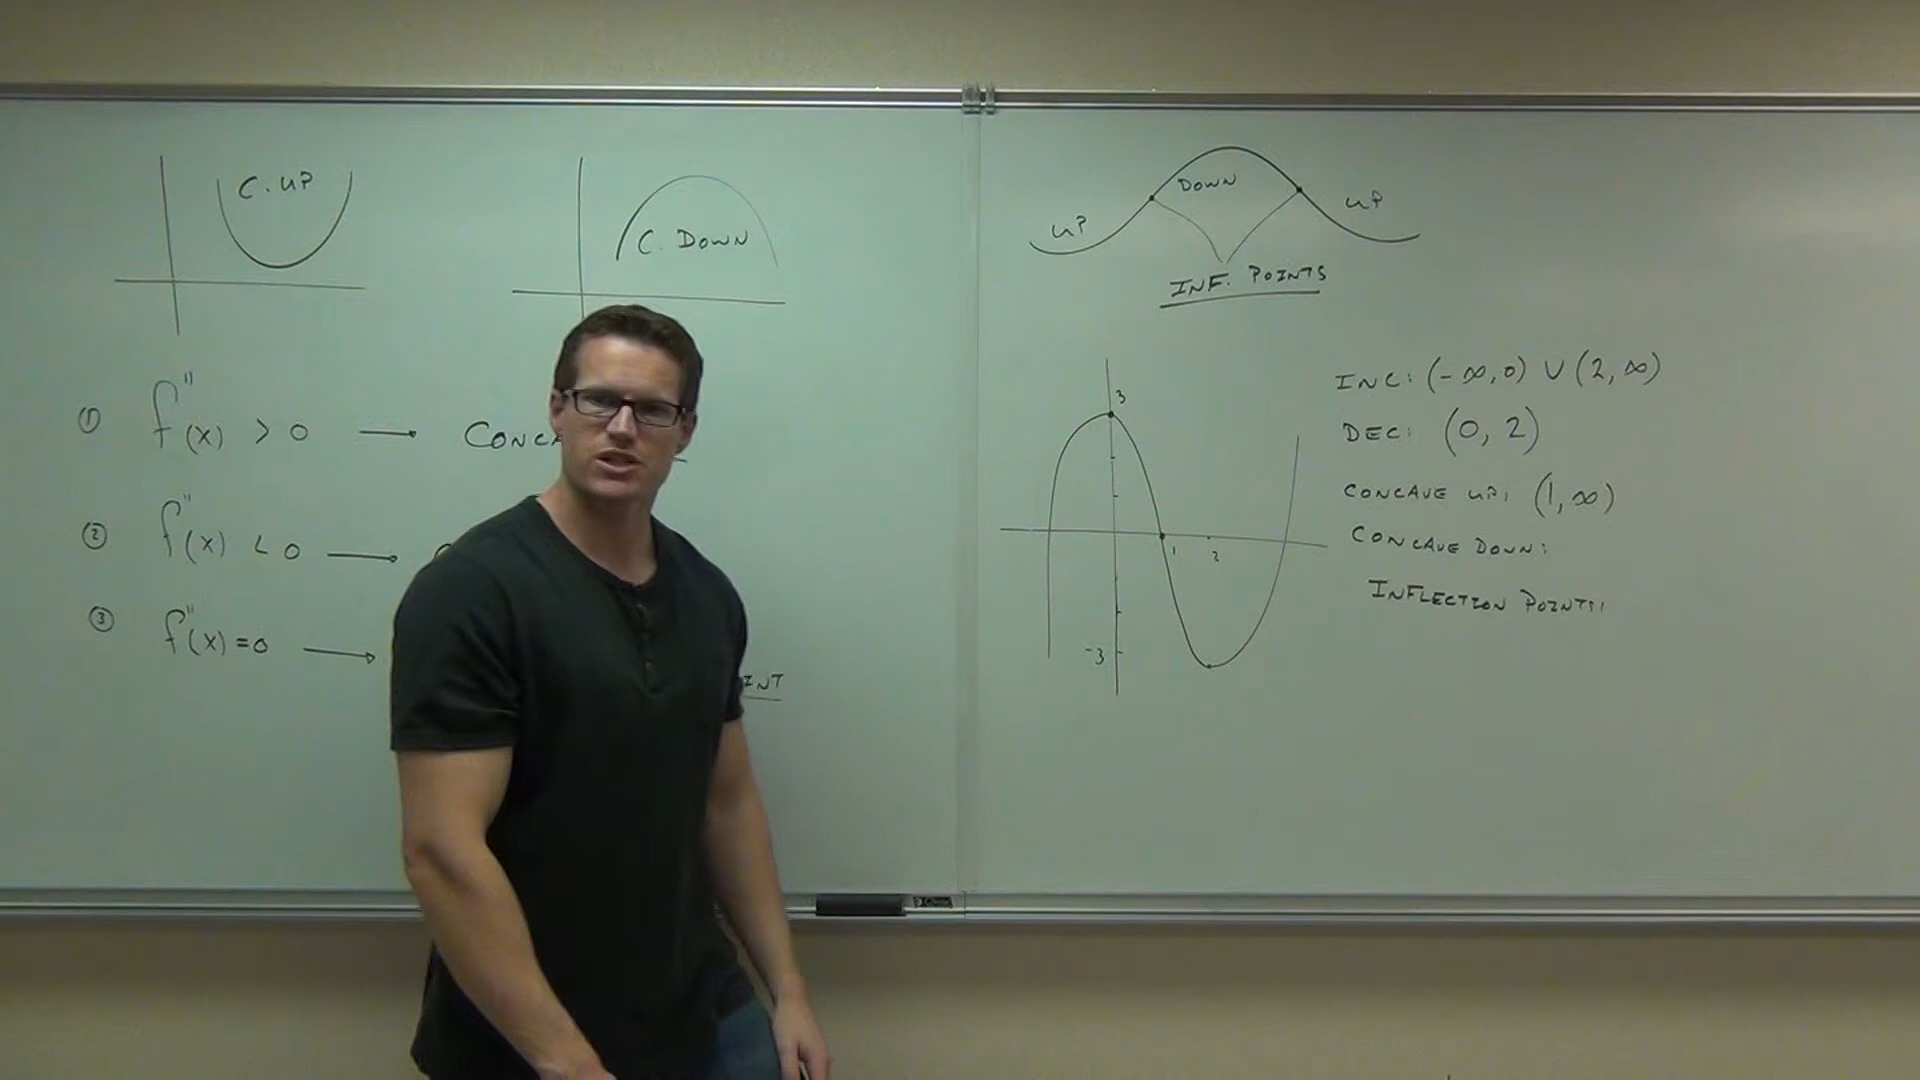 C. UP
C. DOWN
① f''(x) > 0 → CONCA
② f''(x) < 0 →
③ f''(x) = 0 →
INT
UP
DOWN
UP
INF. POINTS
3
1
2
-3
INC: (-∞,0) ∪ (2,∞)
DEC: (0, 2)
CONCAVE UP: (1,∞)
CONCAVE DOWN:
INFLECTION POINTS: